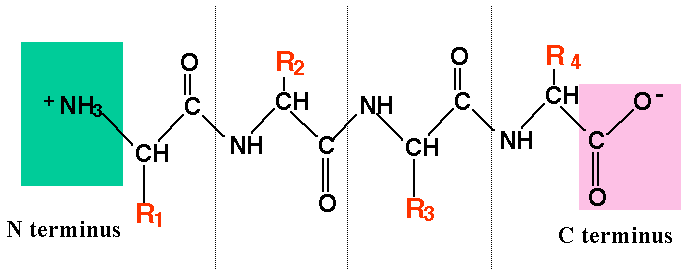 R2
R4
O
O
+NH3
CH
C
NH
CH
C
NH
CH
C
NH
CH
C
O-
O
O
R1
R3
N terminus
C terminus